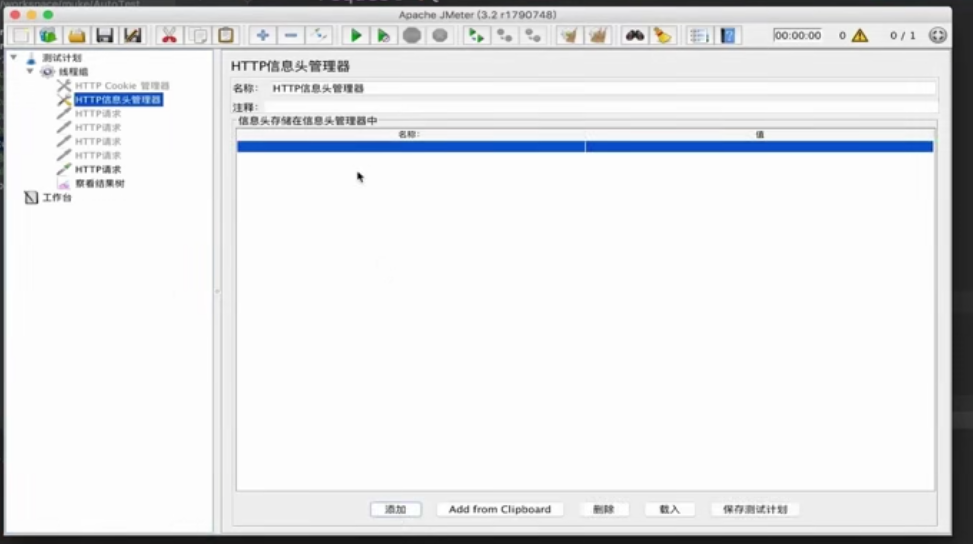 /workspace/muke/AutoTest
Apache JMeter (3.2 r1790748)
00:00:00
0
0 / 1
测试计划
线程组
HTTP Cookie 管理器
HTTP信息头管理器
HTTP请求
HTTP请求
HTTP请求
HTTP请求
HTTP请求
察看结果树
工作台
HTTP信息头管理器
名称： HTTP信息头管理器
注释：
信息头存储在信息头管理器中
名称： 值
添加 Add from Clipboard 删除 载入 保存测试计划